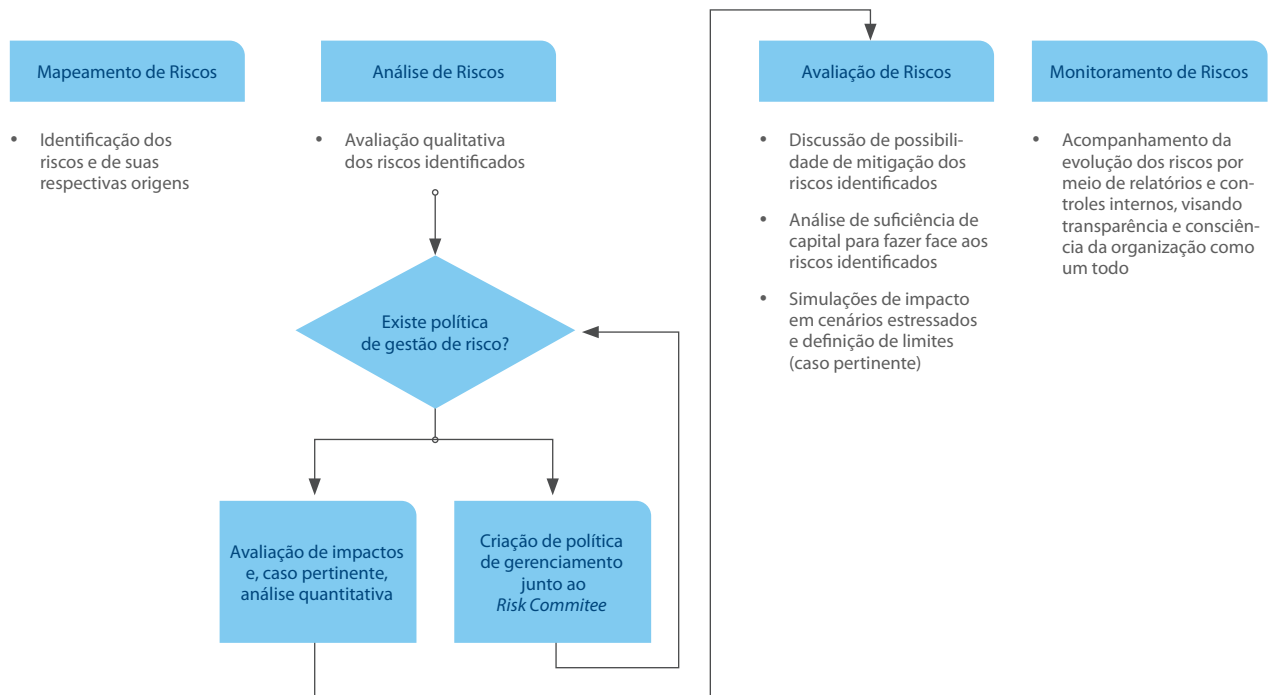 Mapeamento de Riscos
• Identificação dos
riscos e de suas
respectivas origens
Análise de Riscos
• Avaliação qualitativa
dos riscos identificados
Existe política
de gestão de risco?
Avaliação de impactos
e, caso pertinente,
análise quantitativa
Criação de política
de gerenciamento
junto ao
Risk Commitee
Avaliação de Riscos
• Discussão de possibili-
dade de mitigação dos
riscos identificados
• Análise de suficiência de
capital para fazer face aos
riscos identificados
• Simulações de impacto
em cenários estressados
e definição de limites
(caso pertinente)
Monitoramento de Riscos
• Acompanhamento da
evolução dos riscos por
meio de relatórios e con-
troles internos, visando
transparência e consciên-
cia da organização como
um todo